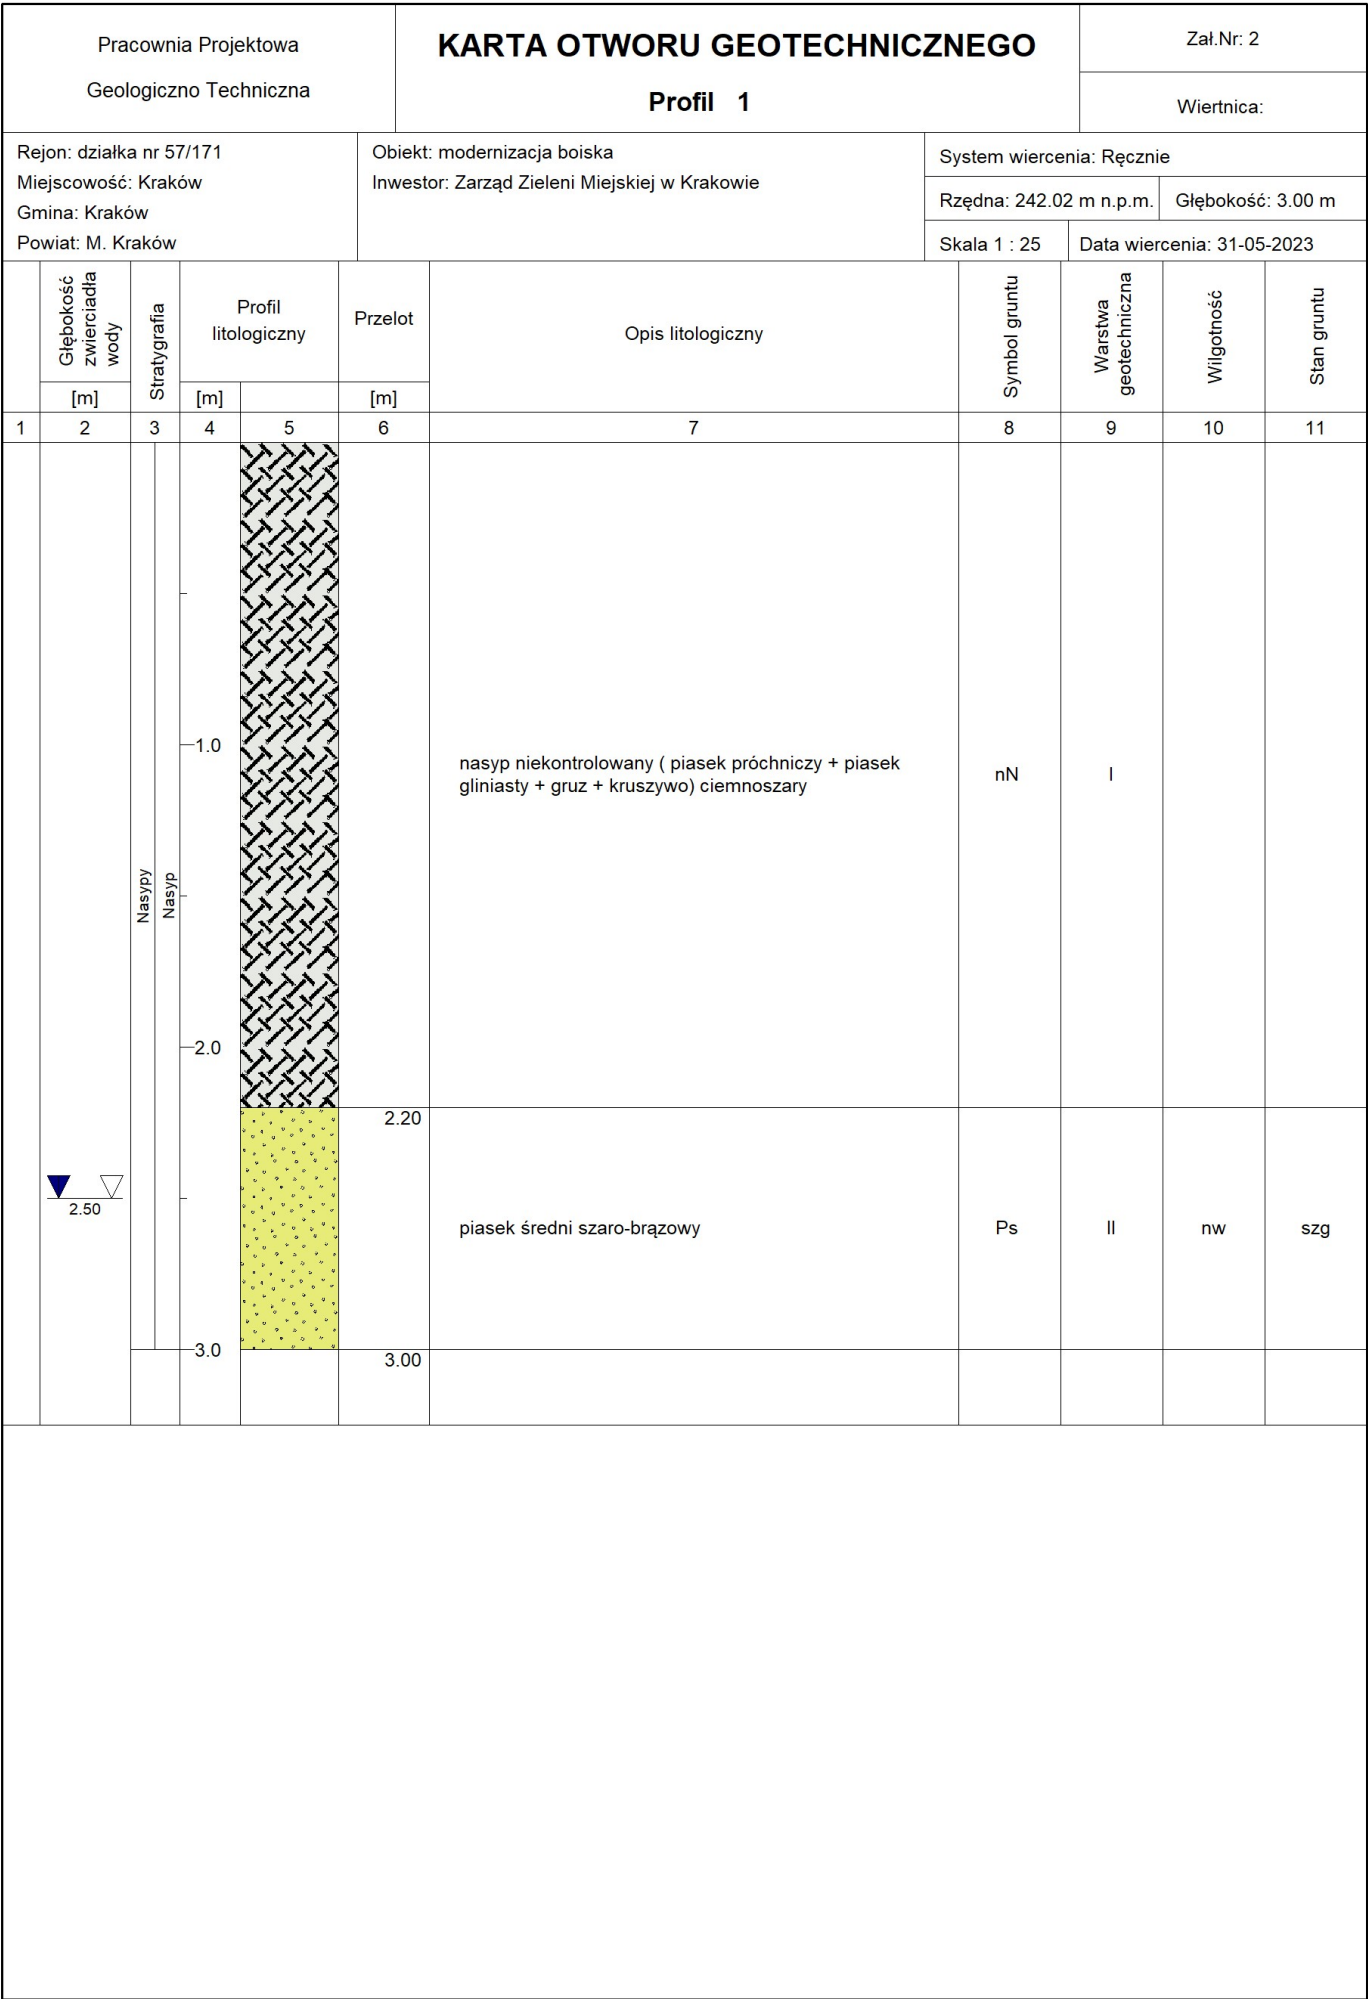 Pracownia Projektowa
Geologiczno Techniczna
KARTA OTWORU GEOTECHNICZNEGO
Profil 1
Zał.Nr: 2
Wiertnica:
Rejon: działka nr 57/171
Miejscowość: Kraków
Gmina: Kraków
Powiat: M. Kraków
Obiekt: modernizacja boiska
Inwestor: Zarząd Zieleni Miejskiej w Krakowie
System wiercenia: Ręcznie
Rzędna: 242.02 m n.p.m.
Głębokość: 3.00 m
Skala 1 : 25
Data wiercenia: 31-05-2023
Głębokość
zwierciadła
wody
[m]
Stratygrafia
Profil
litologiczny
[m]
Przelot
[m]
Opis litologiczny
Symbol gruntu
Warstwa
geotechniczna
Wilgotność
Stan gruntu
1 2 3 4 5 6 7 8 9 10 11
1.0
nasyp niekontrolowany ( piasek próchniczy + piasek
gliniasty + gruz + kruszywo) ciemnoszary
nN
I
Nasypy
Nasyp
2.0
2.20
2.50
piasek średni szaro-brązowy
Ps
II
nw
szg
3.0
3.00